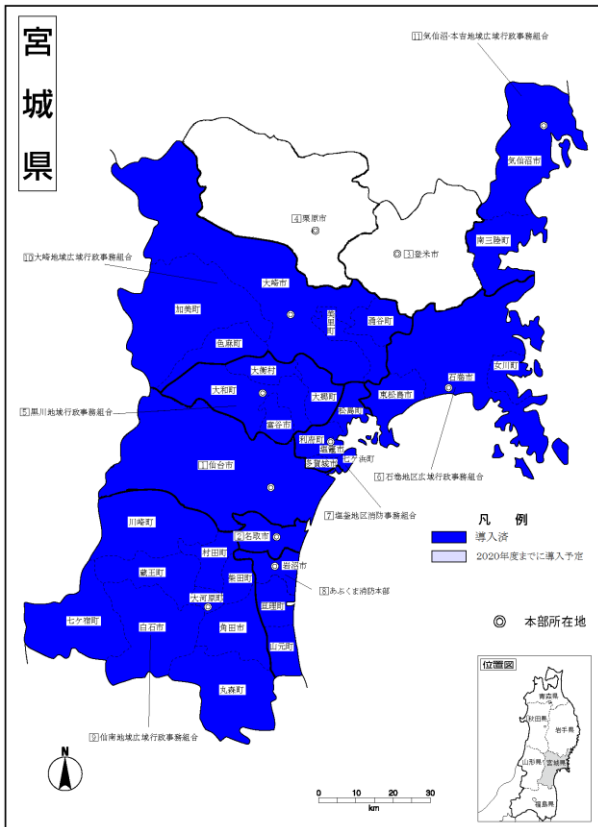 宮城県
11気仙沼・本吉地域広域行政事務組合
気仙沼市
4栗原市
南三陸町
3登米市
10大崎地域広域行政事務組合
大崎市
加美町
美里町
涌谷町
色麻町
女川町
大衡村
石巻市
大和町
大郷町
東松島市
松島町
5黒川地域行政事務組合
富谷市
利府町
塩竈市
七ヶ浜町
多賀城市
6石巻地区広域行政事務組合
1仙台市
7塩釜地区消防事務組合
凡 例
導入済
2020年度までに導入予定
川崎町
2名取市
村田町
岩沼市
蔵王町
柴田町
8あぶくま消防本部
大河原町
亘理町
七ケ宿町
白石市
角田市
◎ 本部所在地
山元町
丸森町
位置図
青森県
秋田県
岩手県
山形県
宮城県
福島県
9仙南地域広域行政事務組合
N
0 10 20 30
km